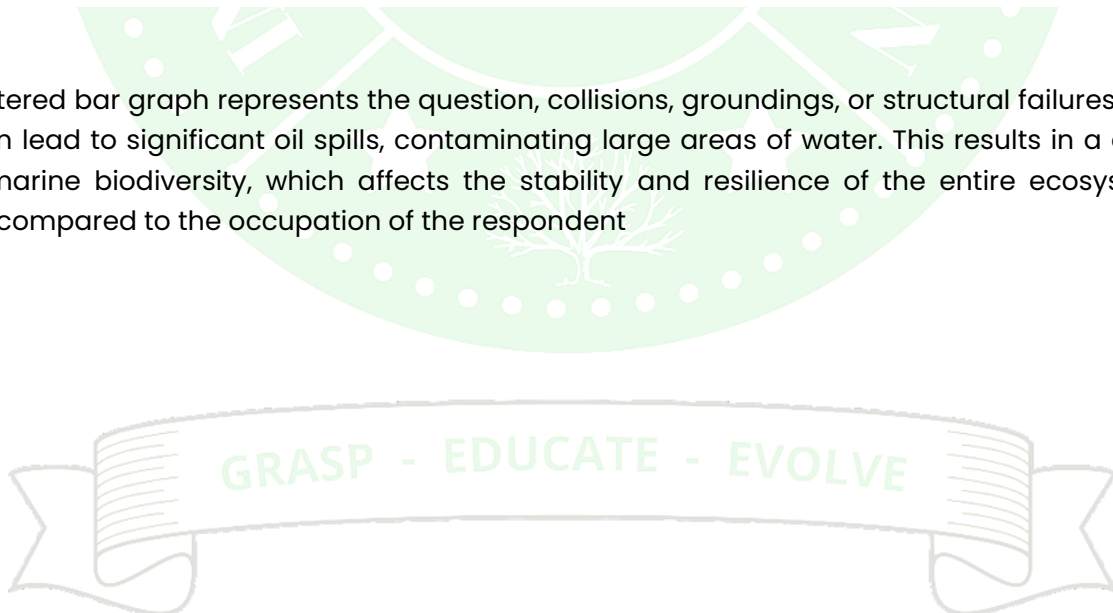 tered bar graph represents the question, collisions, groundings, or structural failures
n lead to significant oil spills, contaminating large areas of water. This results in a
marine biodiversity, which affects the stability and resilience of the entire ecosys
compared to the occupation of the respondent
GRASP - EDUCATE - EVOLVE